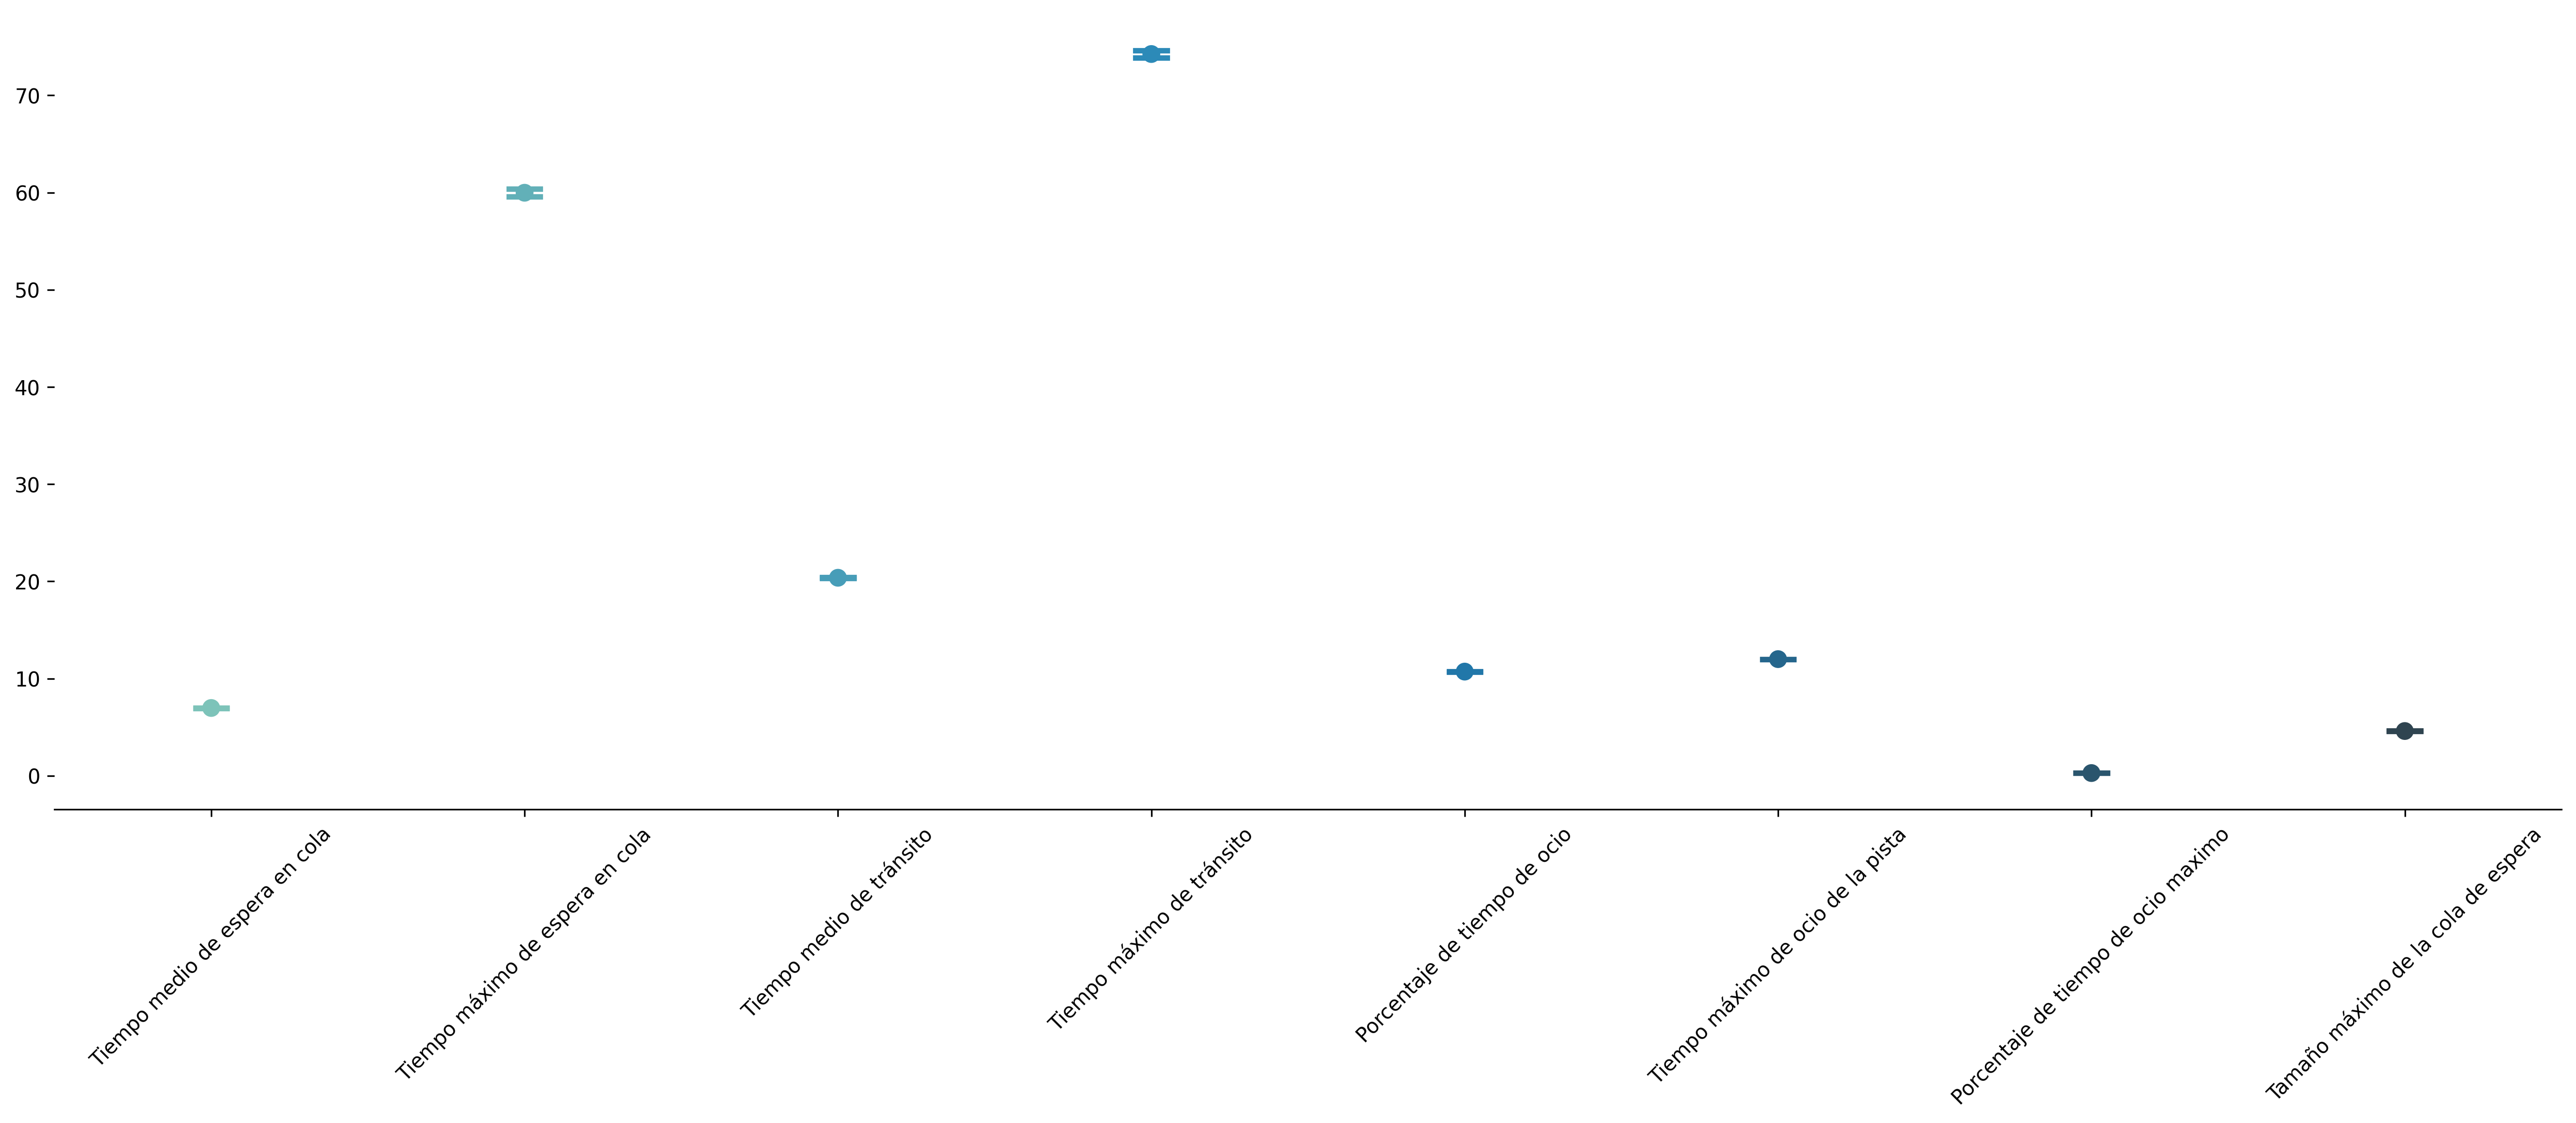 70
60
50
40
30
20
10
0
Tiempo medio de espera en cola
Tiempo máximo de espera en cola
Tiempo medio de tránsito
Tiempo máximo de tránsito
Porcentaje de tiempo de ocio
Tiempo máximo de ocio de la pista
Porcentaje de tiempo de ocio maximo
Tamaño máximo de la cola de espera